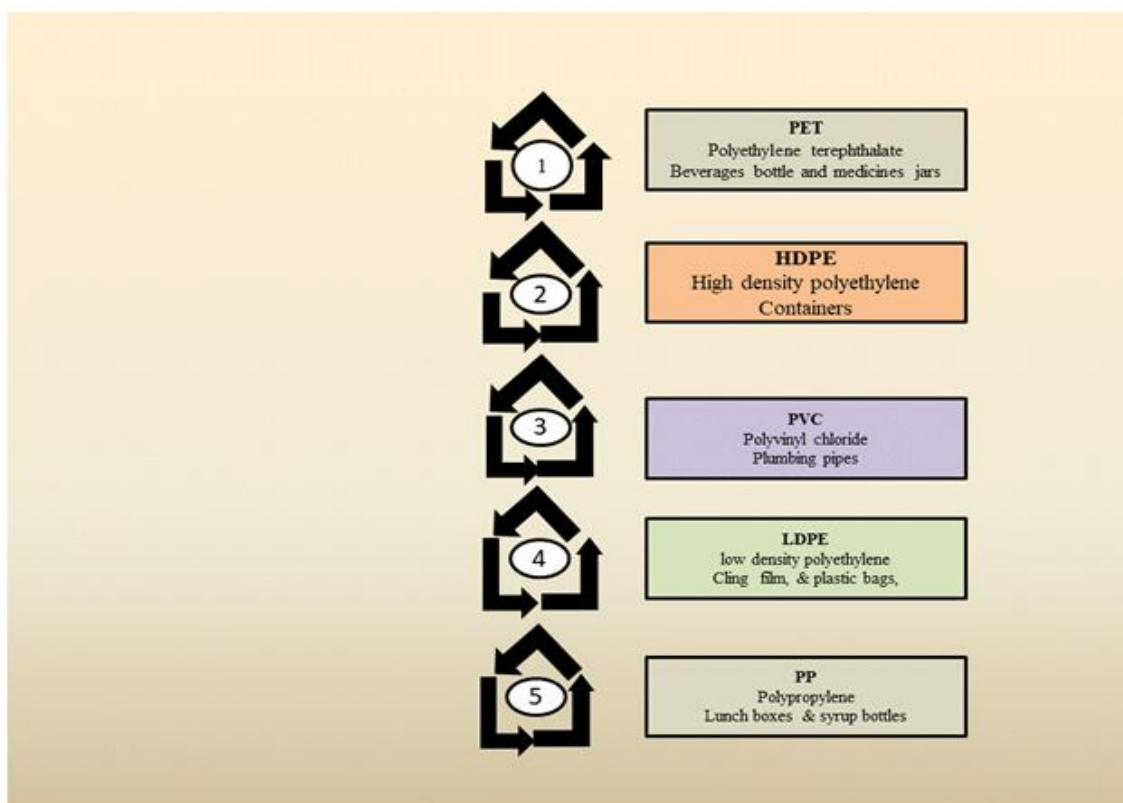 1
PET
Polyethylene terephthalate
Beverages bottle and medicines jars
2
HDPE
High density polyethylene
Containers
3
PVC
Polyvinyl chloride
Plumbing pipes
4
LDPE
low density polyethylene
Cling film, & plastic bags,
5
PP
Polypropylene
Lunch boxes & syrup bottles